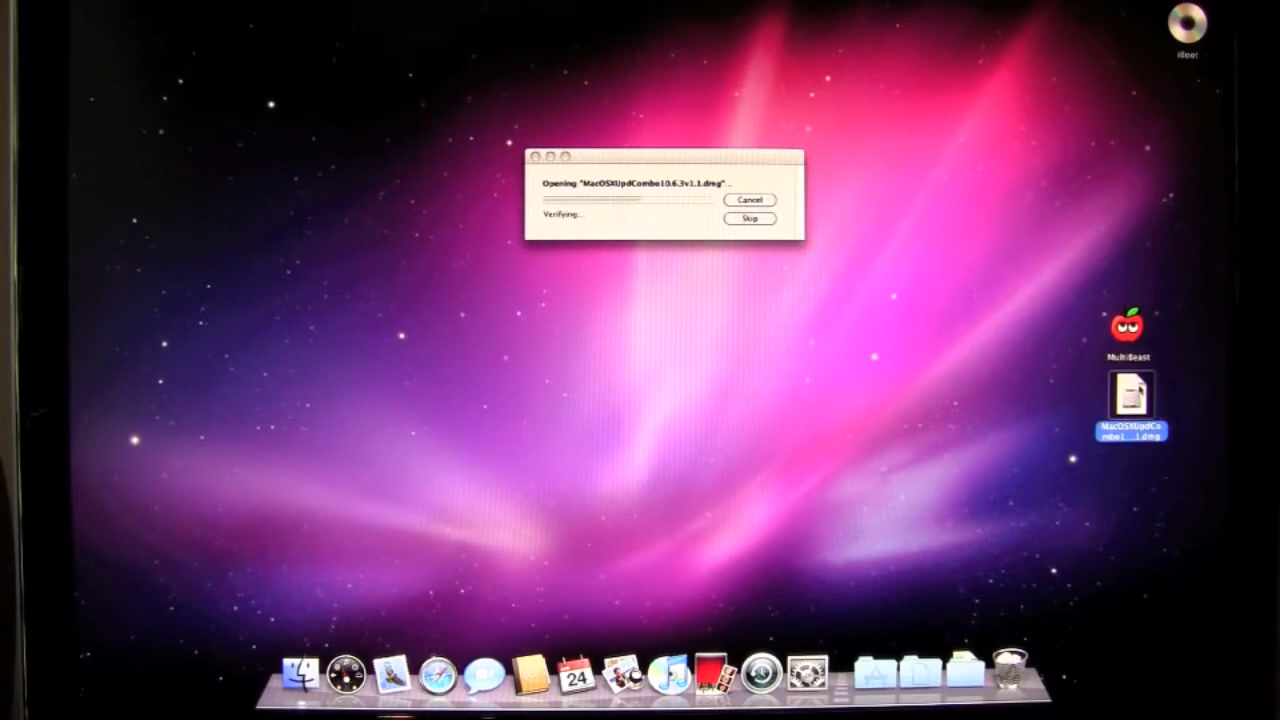 iBoot
Opening "MacOSXUpdCombo10.6.3v1.1.dmg"...
Cancel
Verifying...
Skip
MultiBeast
MacOSXUpdCo
mbo1...1.dmg
24